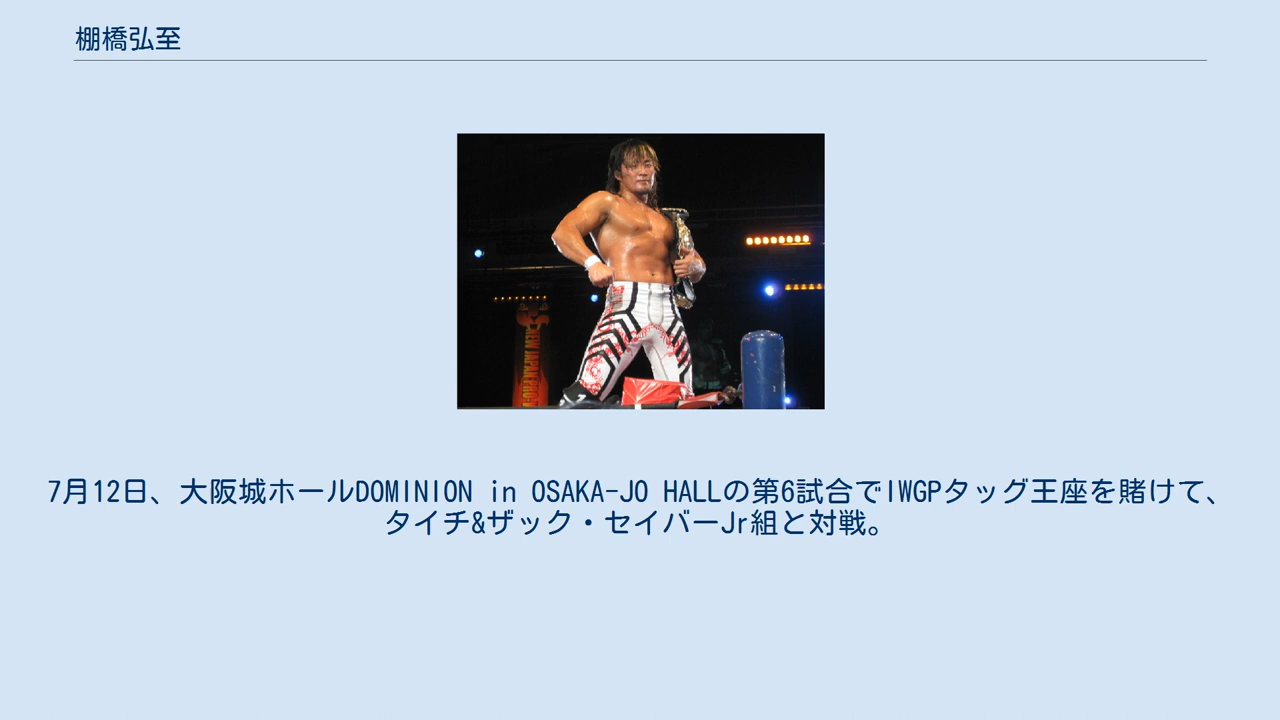 棚橋弘至
NEW JAPAN PRO-
7月12日、大阪城ホールDOMINION in OSAKA-JO HALLの第6試合でIWGPタッグ王座を賭けて、
タイチ&ザック・セイバーJr組と対戦。